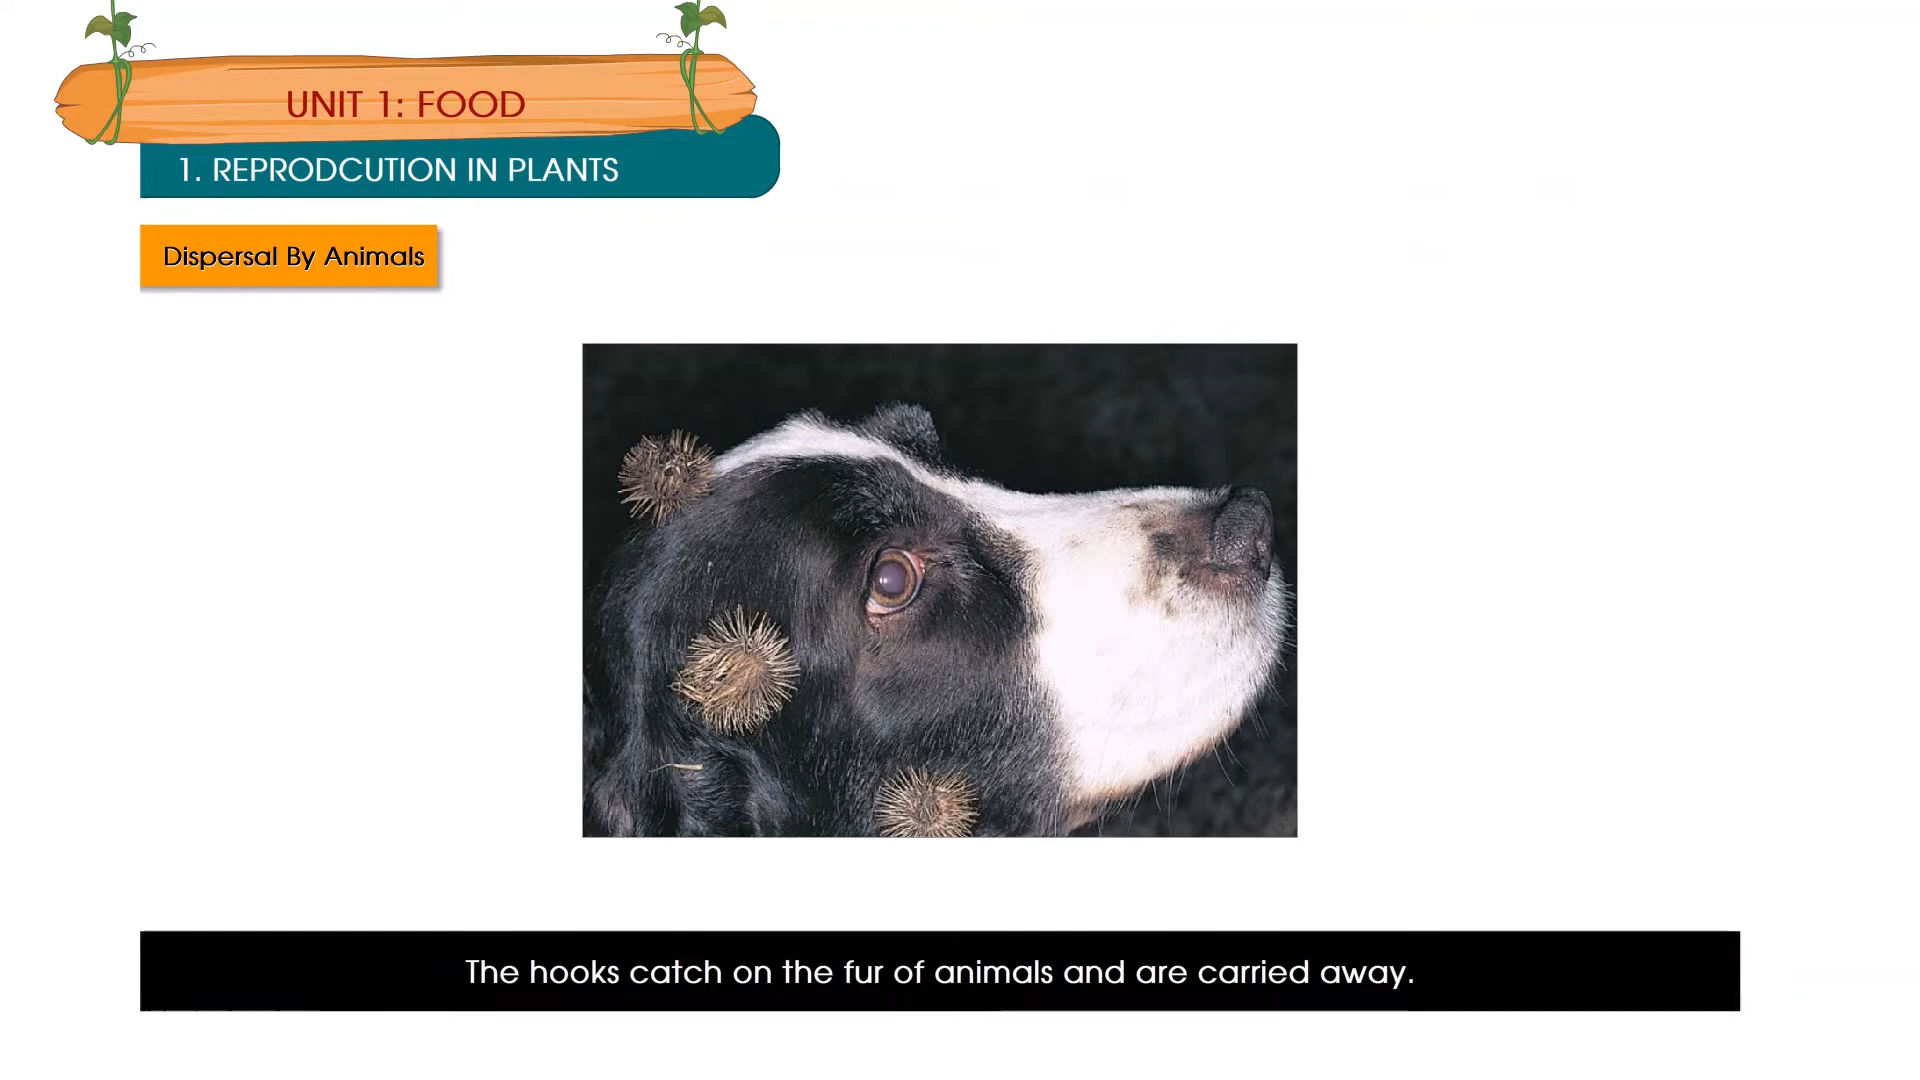 UNIT 1: FOOD
1. REPRODCUTION IN PLANTS
Dispersal By Animals
The hooks catch on the fur of animals and are carried away.